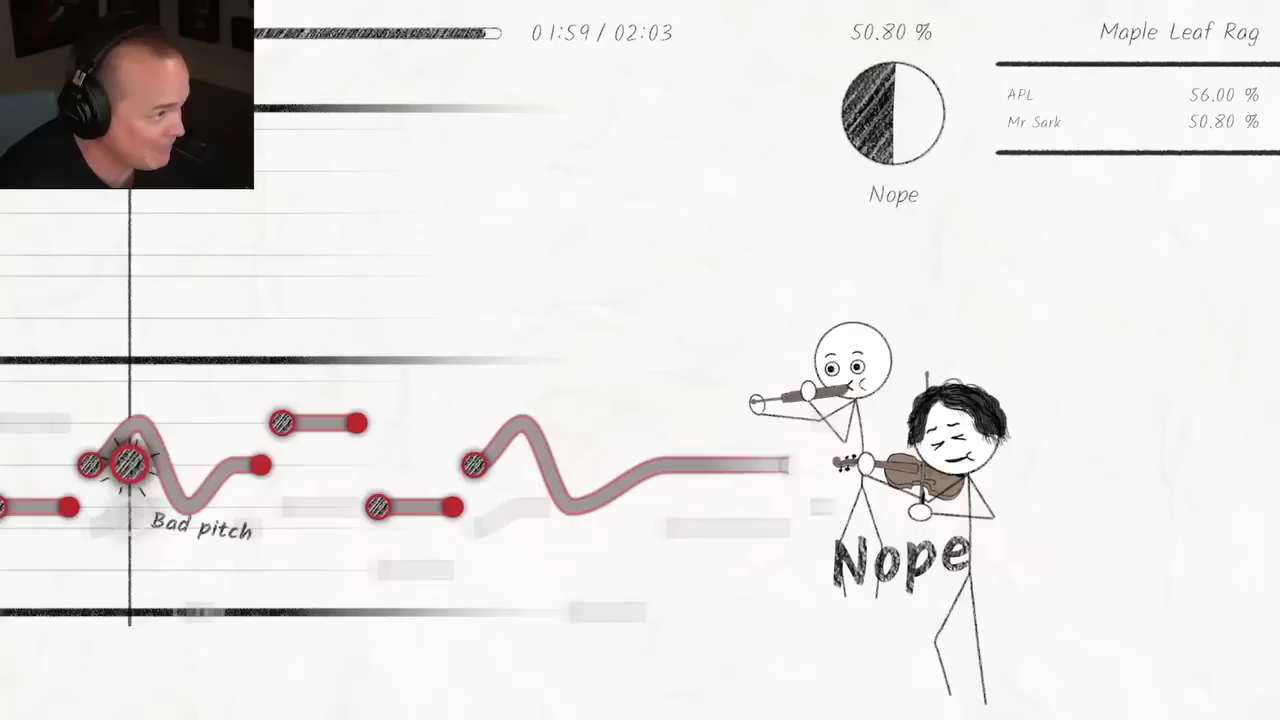 01:59 / 02:03
50.80 %
Maple Leaf Rag
APL 56.00 %
Mr Sark 50.80 %
Nope
Bad pitch
Nope